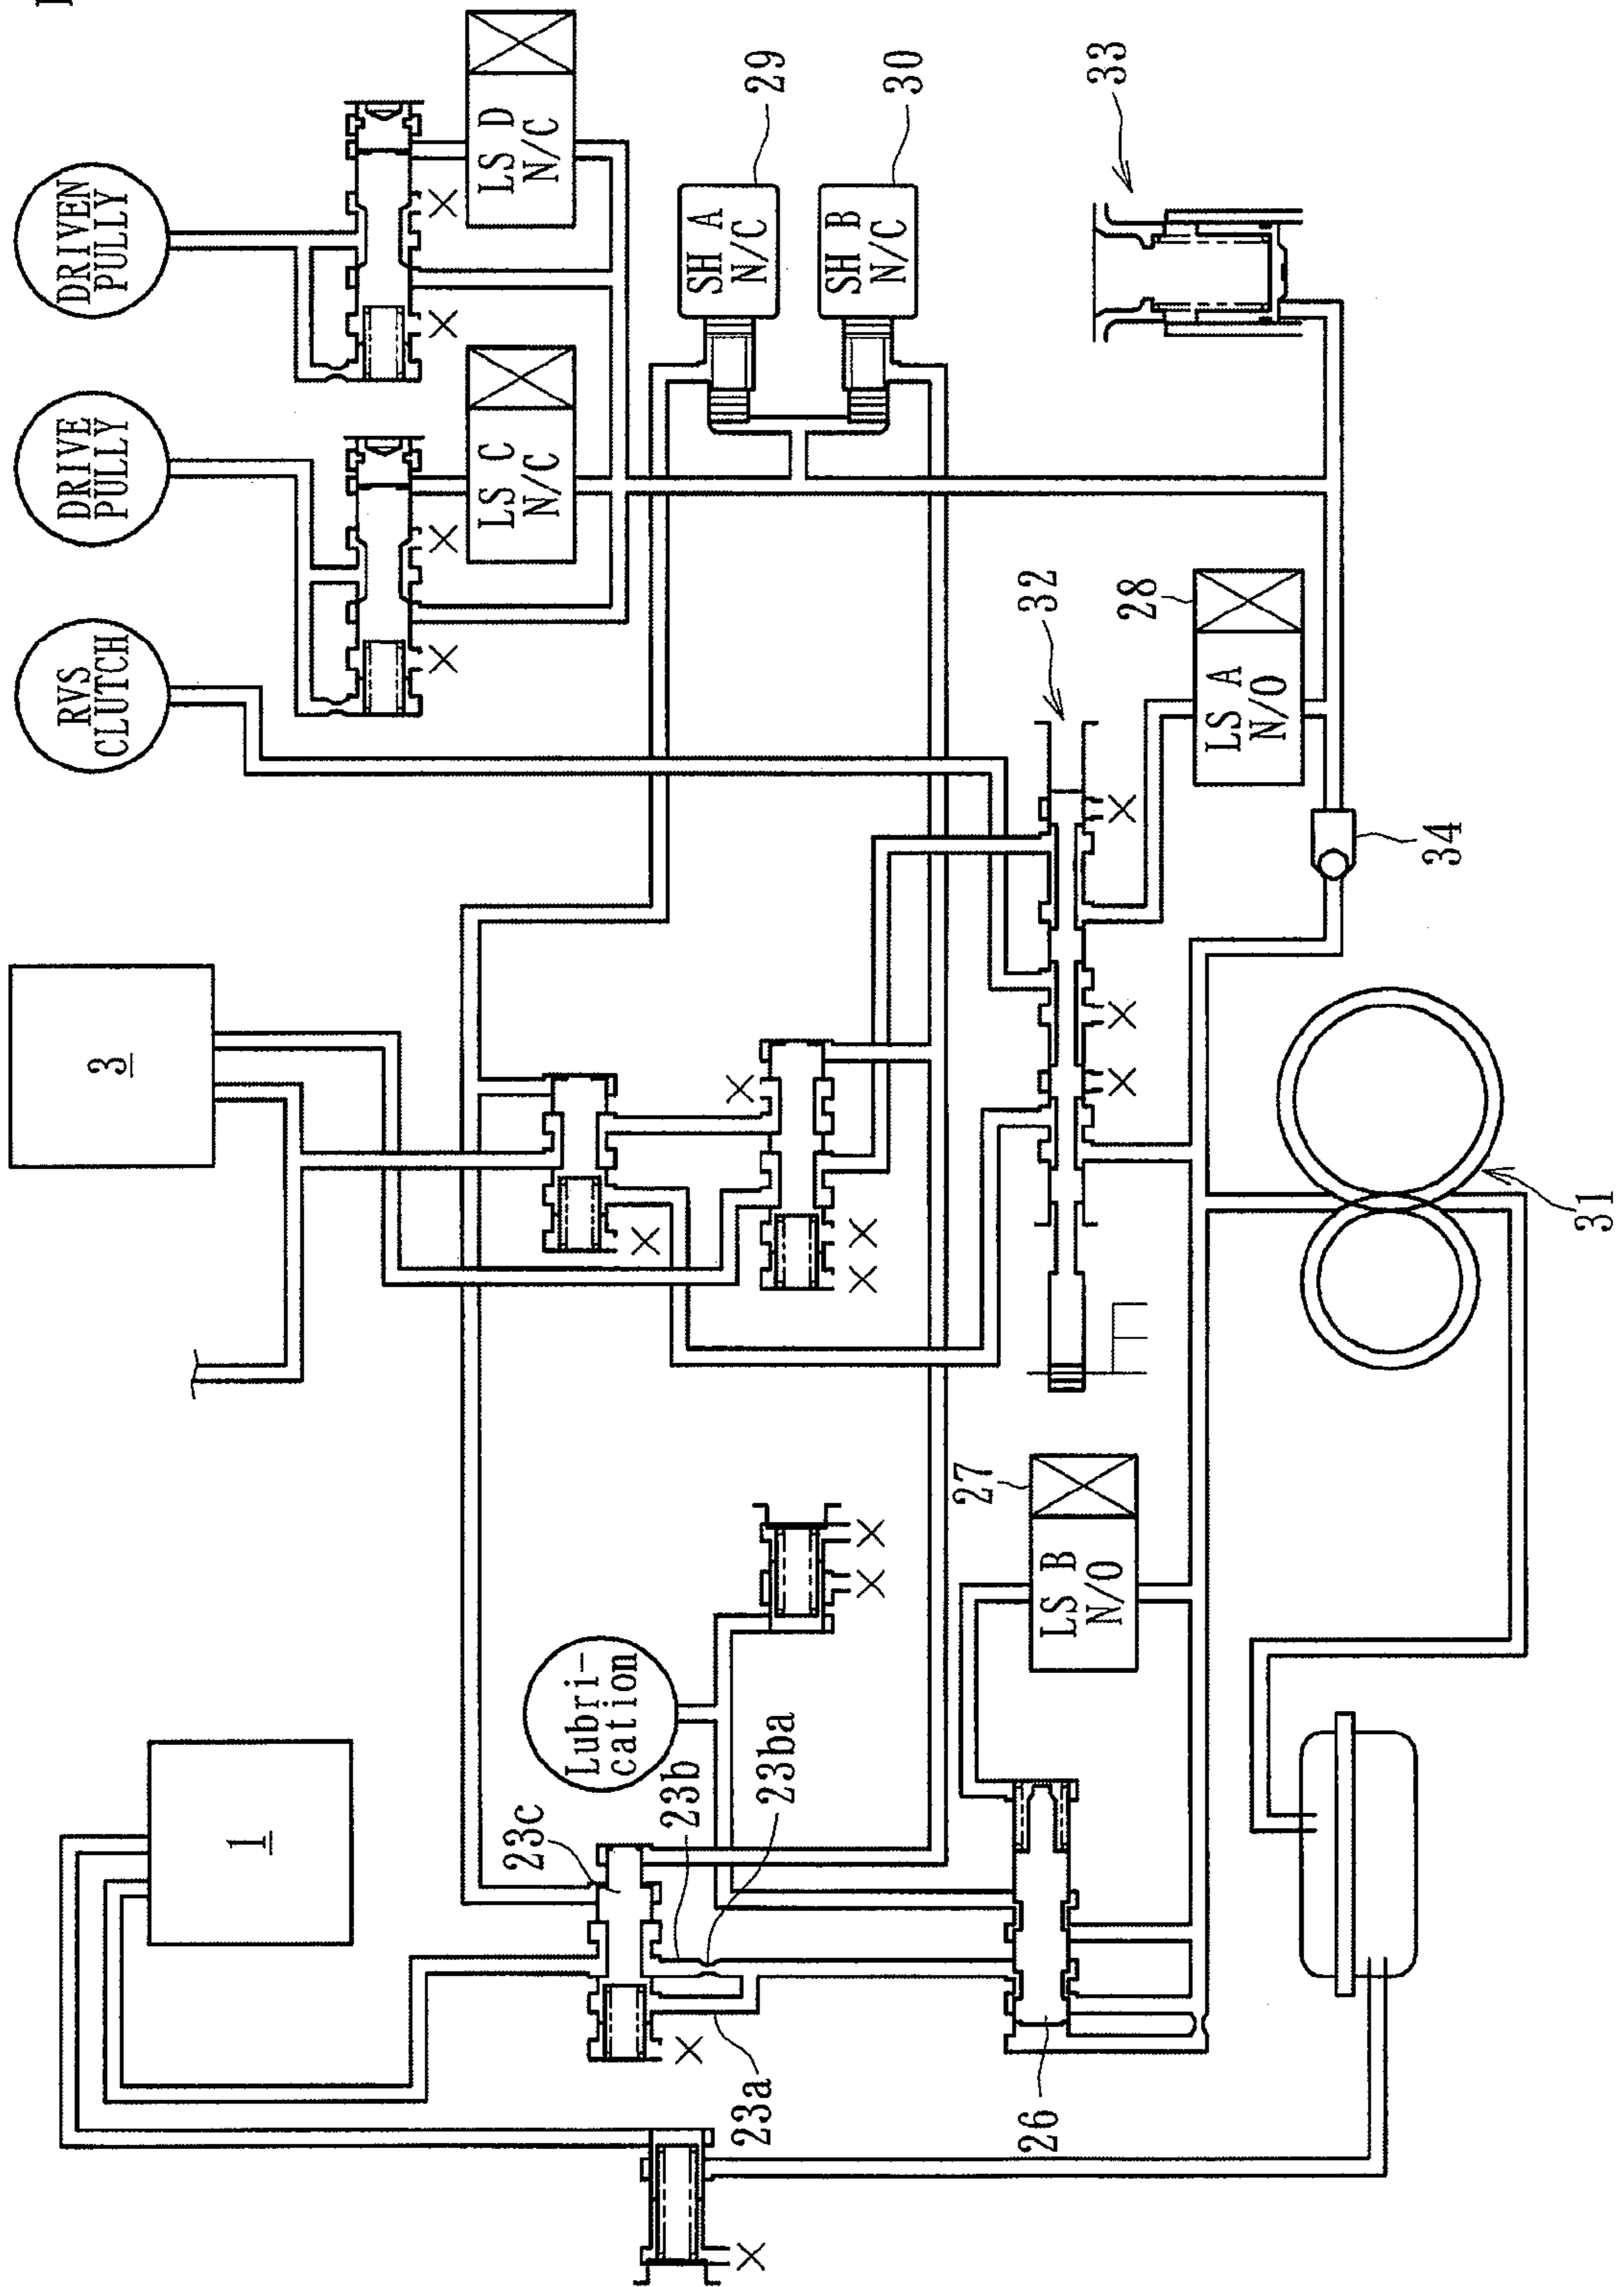 DRIVEN
PULLY
DRIVE
PULLY
RVS
CLUTCH
LS D
N/C
LS C
N/C
SH A
N/C
29
SH B
N/C
30
33
3
32
LS A
N/O
28
34
31
1
Lubri-
cation
23c
23b
23ba
23a
LS B
N/O
27
26